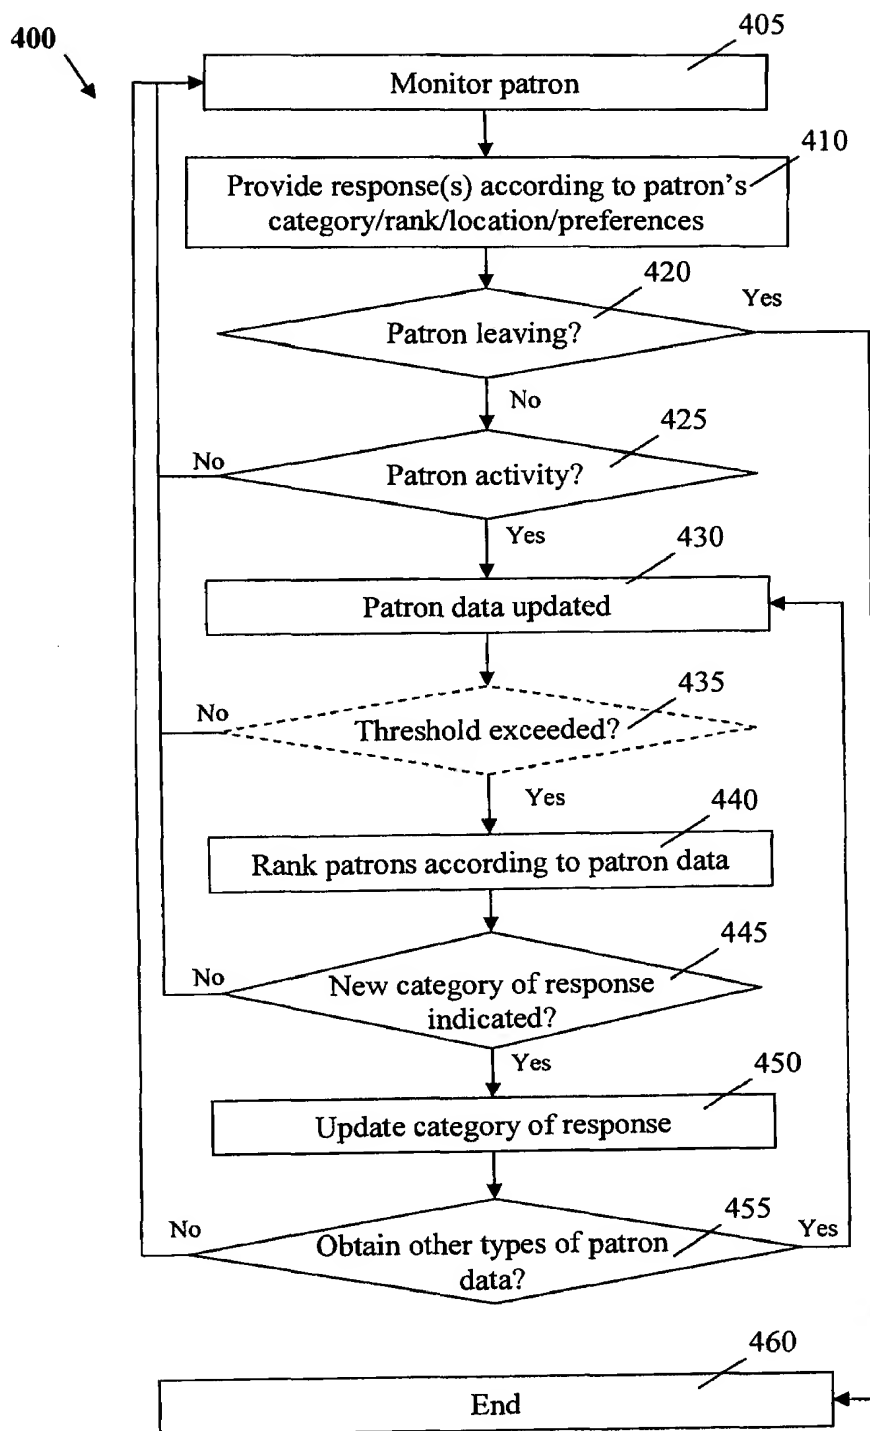 400
405
Monitor patron
410
Provide response(s) according to patron's
category/rank/location/preferences
420
Yes
Patron leaving?
No
425
No
Patron activity?
Yes
430
Patron data updated
435
No
Threshold exceeded?
Yes
440
Rank patrons according to patron data
445
No
New category of response
indicated?
Yes
450
Update category of response
455
No
Yes
Obtain other types of patron
data?
460
End